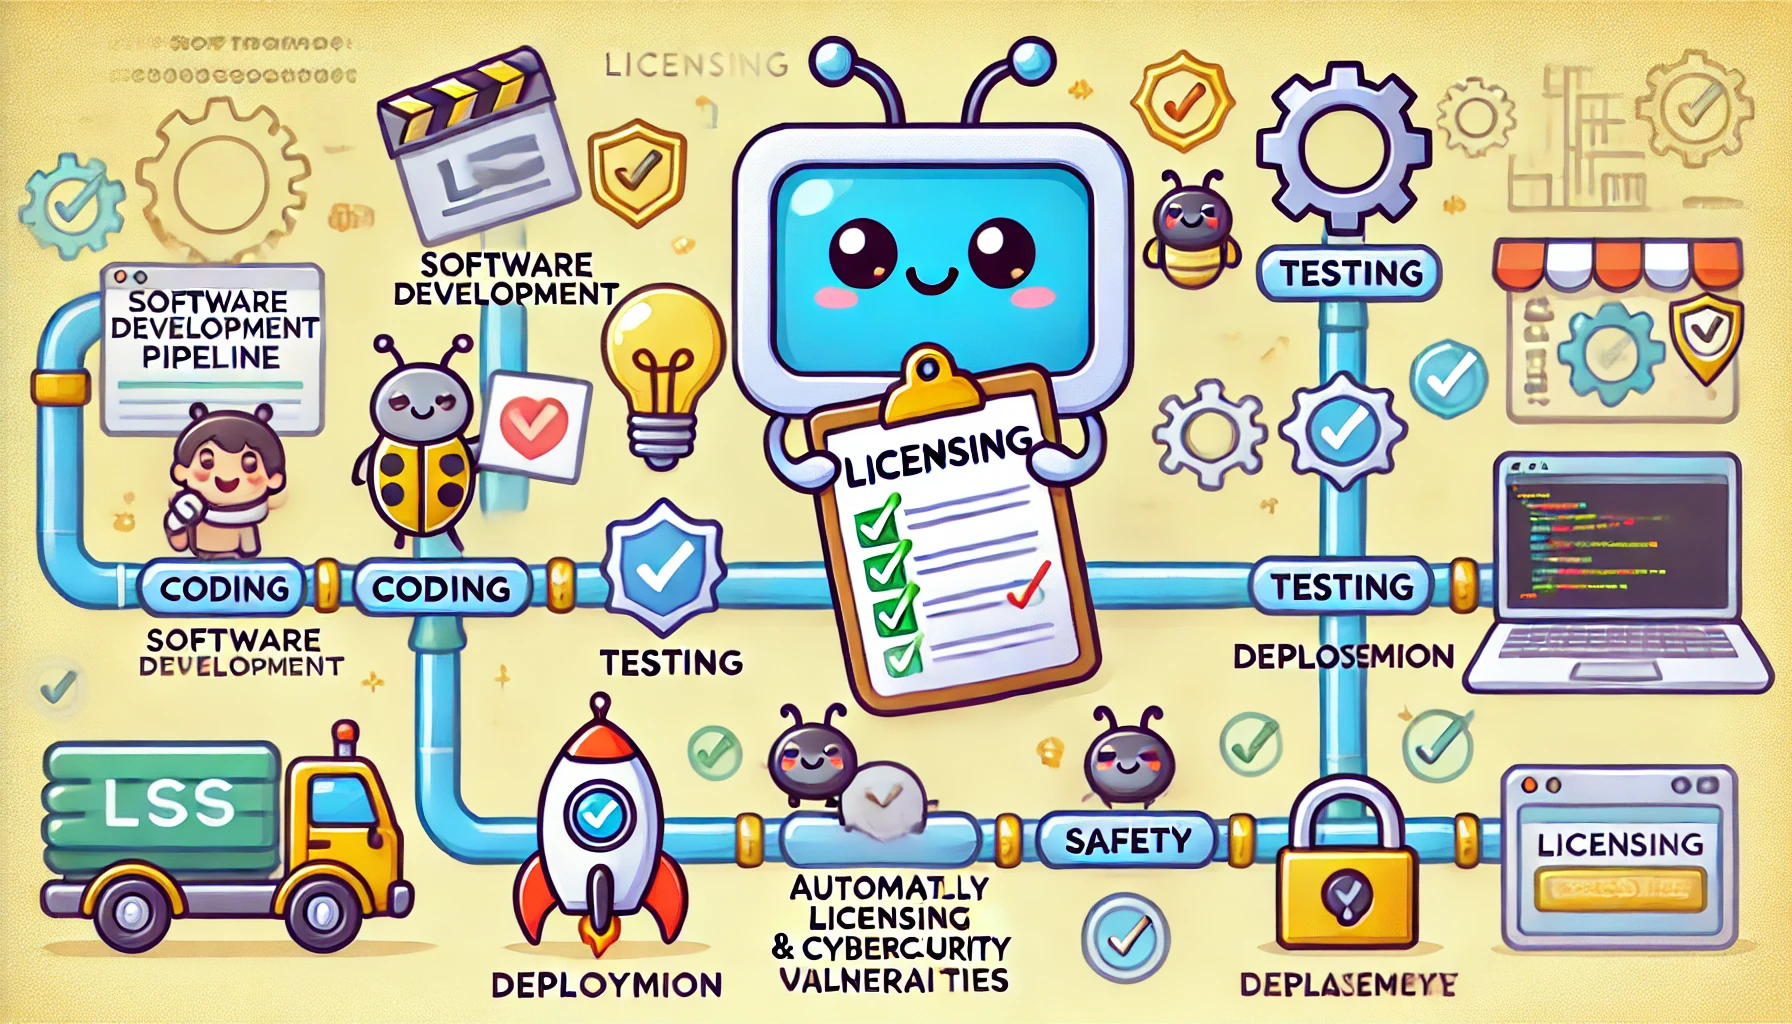 LICENSING
SOFTWARE
DEVELOPMENT
TESTING
SOFTWARE
DEVELOPMENT
PIPELINE
LICENSING
CODING
CODING
TESTING
SOFTWARE
DEVELOPMENT
TESTING
DEPLOSEMION
LSS
SAFETY
LICENSING
AUTOMATLLY
LICENSING
& CYBERCURITY
VALNERAITIES
DEPLOYMION
DEPLASEMEYE